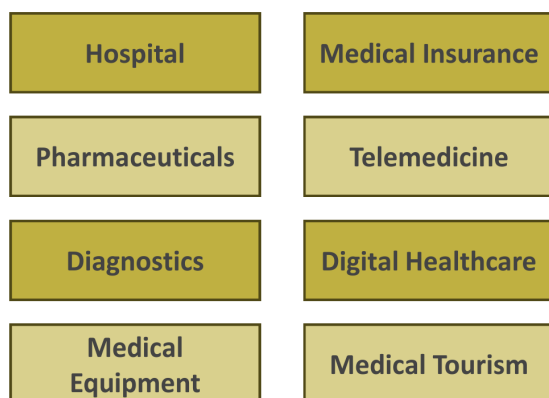 Hospital
Medical Insurance
Pharmaceuticals
Telemedicine
Diagnostics
Digital Healthcare
Medical
Equipment
Medical Tourism